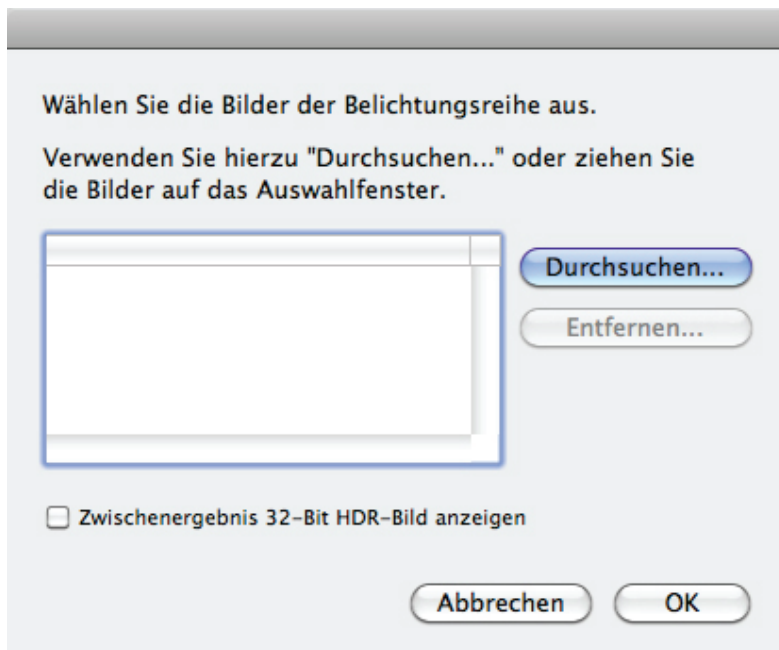 Wählen Sie die Bilder der Belichtungsreihe aus.
Verwenden Sie hierzu "Durchsuchen..." oder ziehen Sie
die Bilder auf das Auswahlfenster.
Durchsuchen...
Entfernen...
Zwischenergebnis 32-Bit HDR-Bild anzeigen
Abbrechen
OK